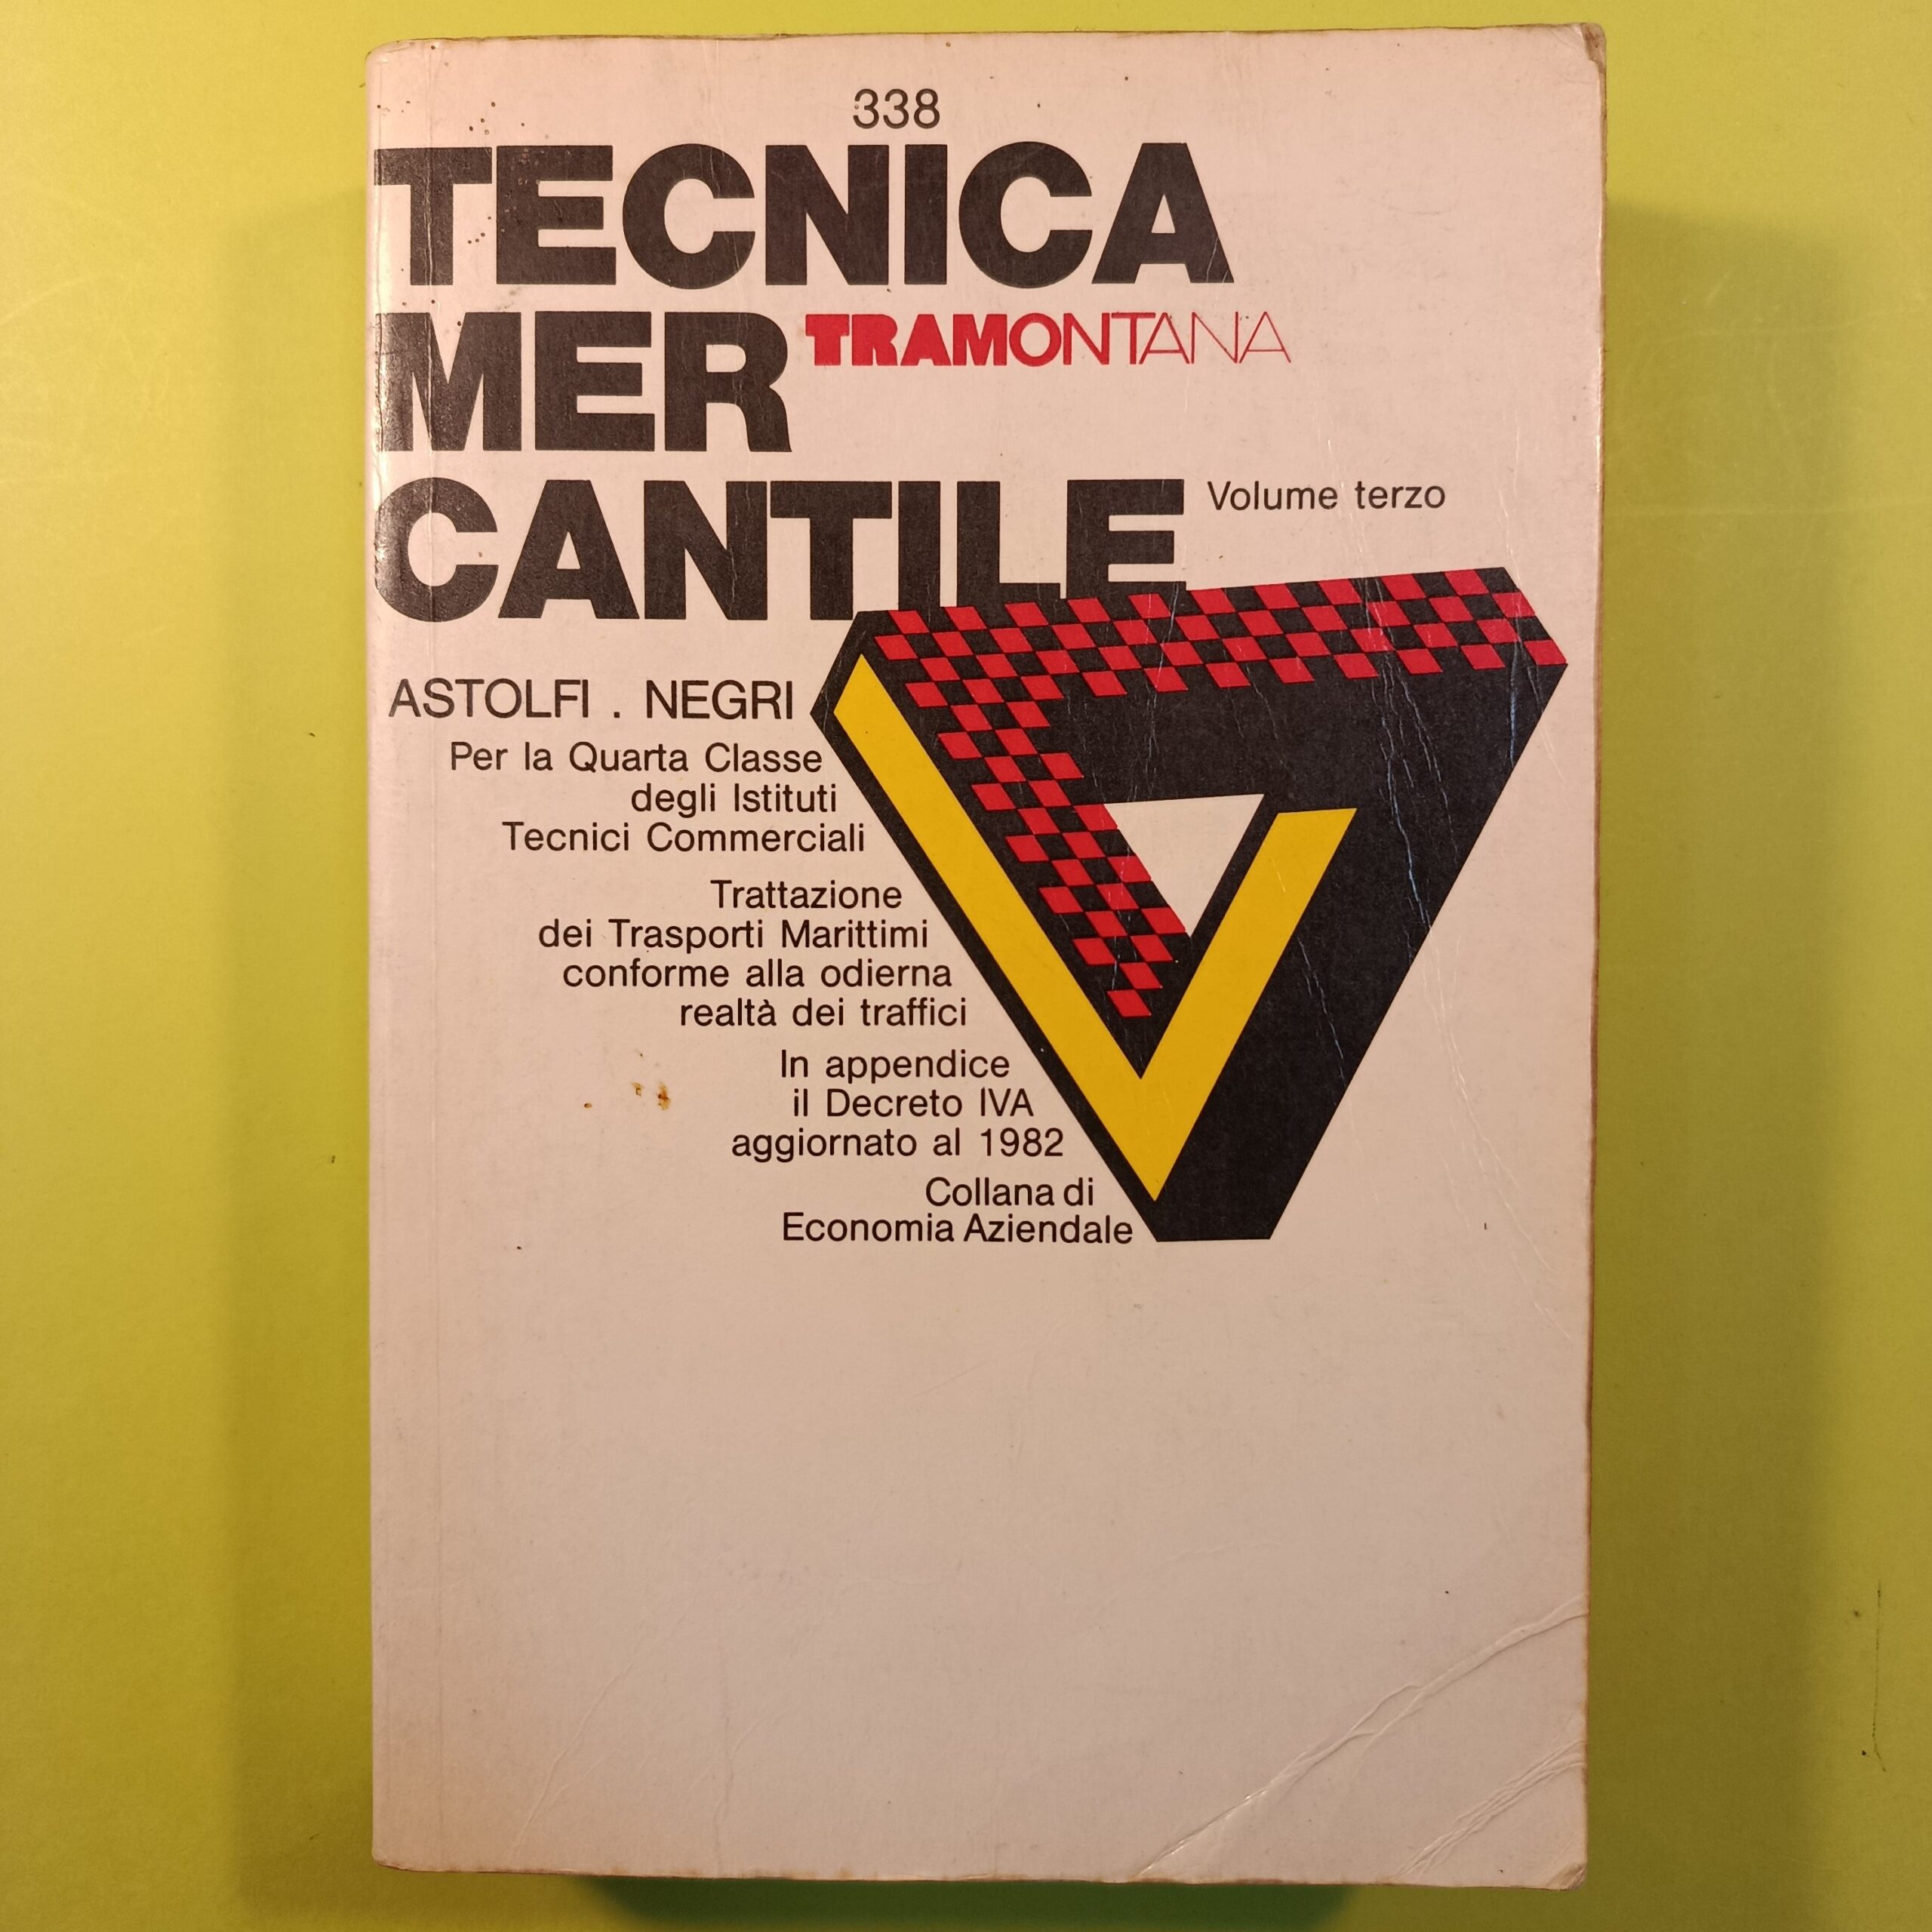 338
TECNICA
MER TRAMONTANA
CANTILE Volume terzo
ASTOLFI . NEGRI
Per la Quarta Classe
degli Istituti
Tecnici Commerciali
Trattazione
dei Trasporti Marittimi
conforme alla odierna
realtà dei traffici
In appendice
il Decreto IVA
aggiornato al 1982
Collana di
Economia Aziendale